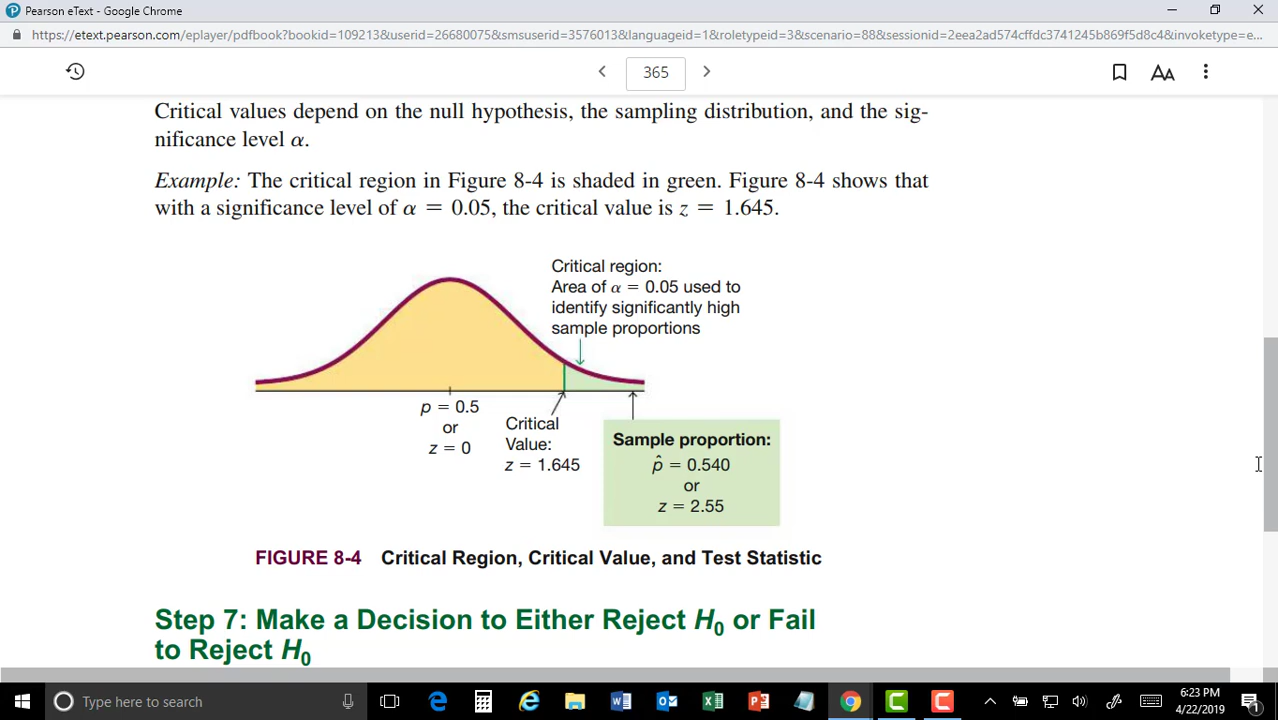 Pearson eText - Google Chrome
https://etext.pearson.com/eplayer/pdfbook?bookid=109213&userid=26680075&smsuserid=35760113&languageid=1&roletypeid=3&scenario=88&sessionid=2eea2ad574cffdc3741245b869f5d8c4&invoketype=e...
365
AA
Critical values depend on the null hypothesis, the sampling distribution, and the sig-
nificance level α.
Example: The critical region in Figure 8-4 is shaded in green. Figure 8-4 shows that
with a significance level of α = 0.05, the critical value is z = 1.645.
Critical region:
Area of α = 0.05 used to
identify significantly high
sample proportions
p = 0.5
or
z = 0
Critical
Value:
z = 1.645
Sample proportion:
p̂ = 0.540
or
z = 2.55
FIGURE 8-4 Critical Region, Critical Value, and Test Statistic
Step 7: Make a Decision to Either Reject H₀ or Fail
to Reject H₀
Type here to search
6:23 PM
4/22/2019
1